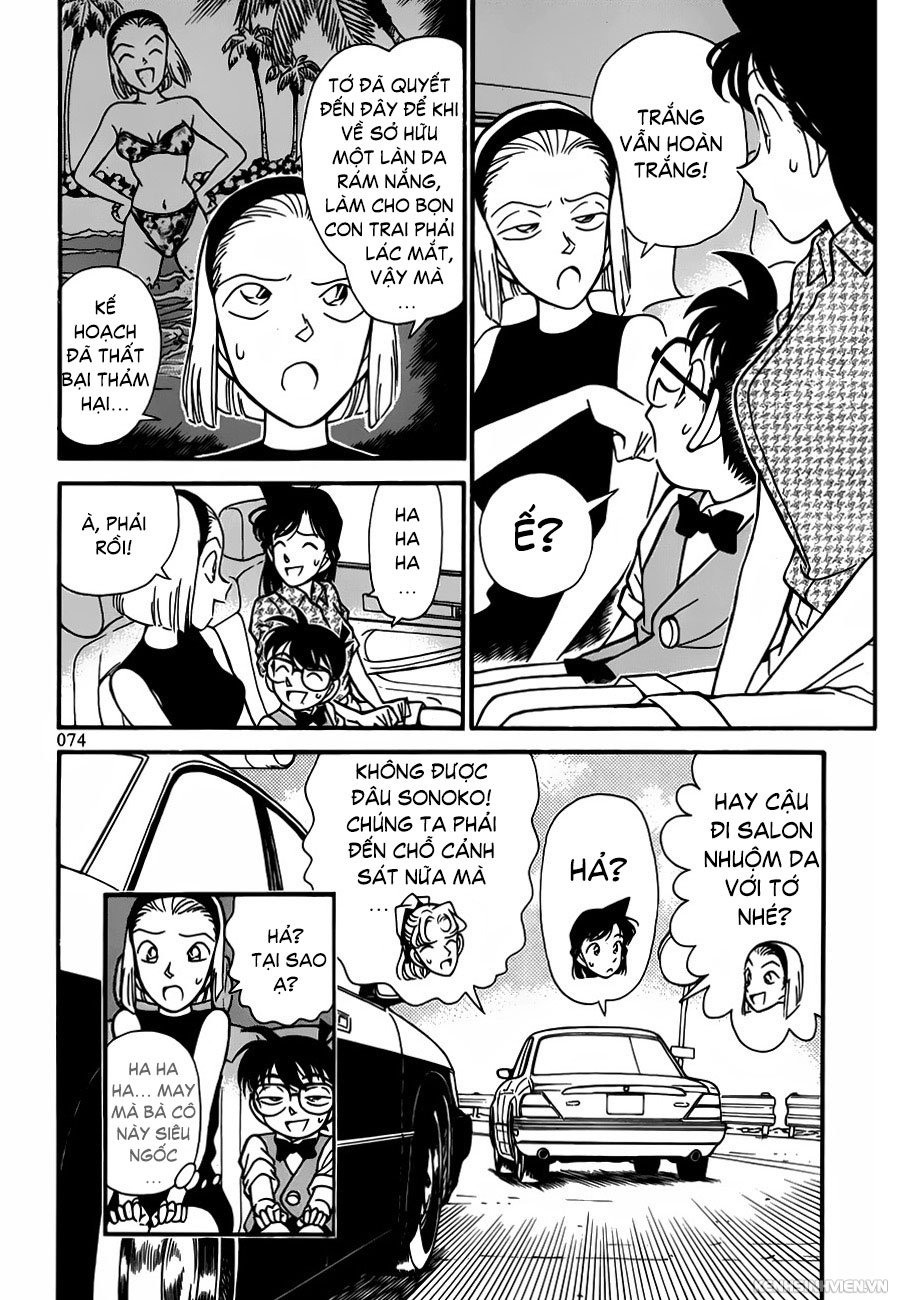 TRẮNG
VẪN HOÀN
TRẮNG!
Ế?
TỚ ĐÃ QUYẾT
ĐẾN ĐÂY ĐỂ KHI
VỀ SỞ HỮU
MỘT LÀN DA
RÁM NẮNG,
LÀM CHO BỌN
CON TRAI PHẢI
LÁC MẮT,
VẬY MÀ
...
KẾ
HOẠCH
ĐÃ THẤT
BẠI THẢM
HẠI...
HA
HA
HA
À, PHẢI
RỒI!
074
HAY CẬU
ĐI SALON
NHUỘM DA
VỚI TỚ
NHÉ?
HẢ?
KHÔNG ĐƯỢC
ĐÂU SONOKO!
CHÚNG TA PHẢI
ĐẾN CHỖ CẢNH
SÁT NỮA MÀ
...
HẢ?
TẠI SAO
Ạ?
HA HA
HA... MAY
MÀ BÀ CÔ
NÀY SIÊU
NGỐC